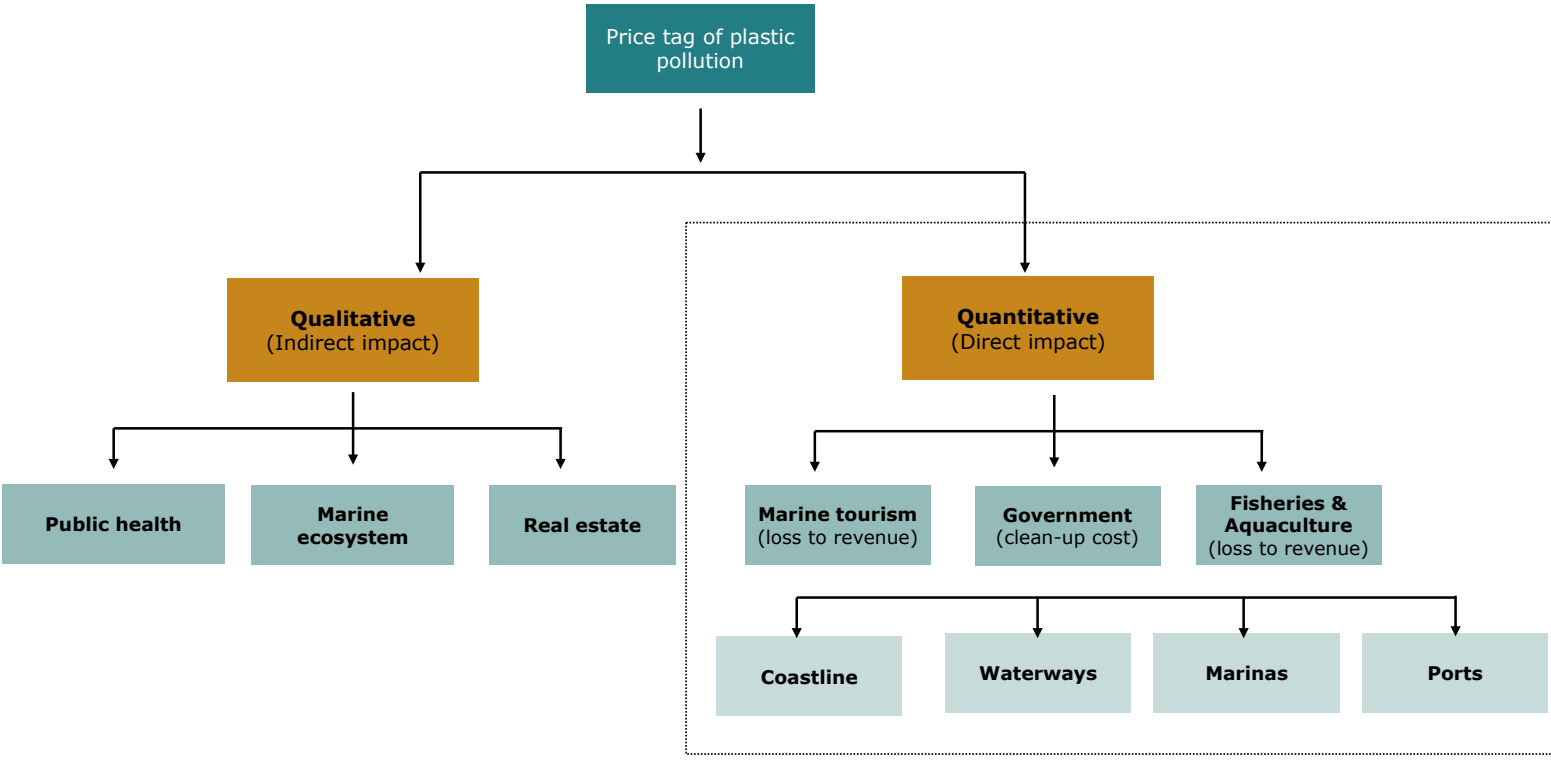 Price tag of plastic
pollution
Qualitative
(Indirect impact)
Quantitative
(Direct impact)
Public health
Marine
ecosystem
Real estate
Marine tourism
(loss to revenue)
Government
(clean-up cost)
Fisheries &
Aquaculture
(loss to revenue)
Coastline
Waterways
Marinas
Ports